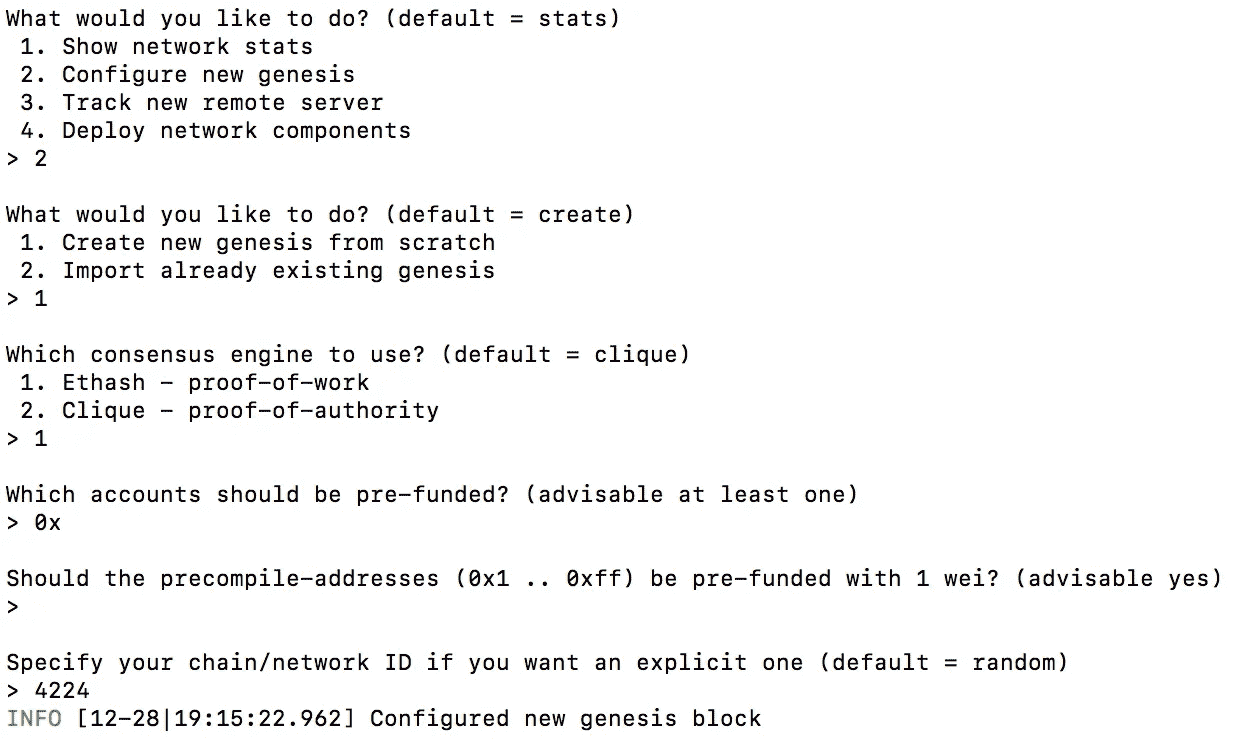 What would you like to do? (default = stats)
1. Show network stats
2. Configure new genesis
3. Track new remote server
4. Deploy network components
> 2
What would you like to do? (default = create)
1. Create new genesis from scratch
2. Import already existing genesis
> 1
Which consensus engine to use? (default = clique)
1. Ethash - proof-of-work
2. Clique - proof-of-authority
> 1
Which accounts should be pre-funded? (advisable at least one)
> 0x
Should the precompile-addresses (0x1 .. 0xff) be pre-funded with 1 wei? (advisable yes)
>
Specify your chain/network ID if you want an explicit one (default = random)
> 4224
INFO [12-28|19:15:22.962] Configured new genesis block